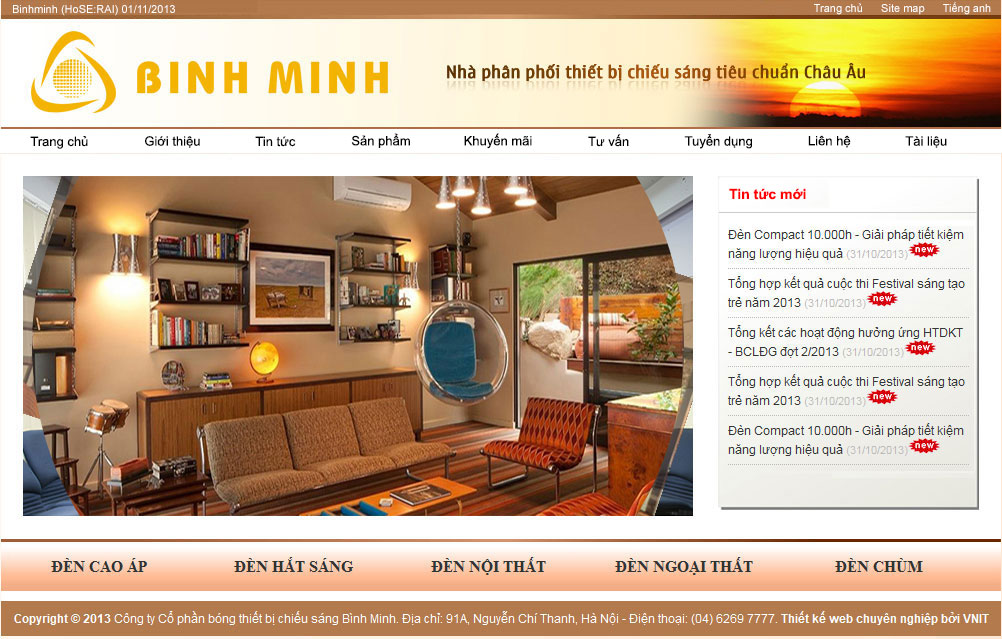 Binhminh (HoSE:RAI) 01/11/2013
Trang chủ Site map Tiếng anh
BINH MINH
Nhà phân phối thiết bị chiếu sáng tiêu chuẩn Châu Âu
Trang chủ Giới thiệu Tin tức Sản phẩm Khuyến mãi Tư vấn Tuyển dụng Liên hệ Tài liệu
Tin tức mới
Đèn Compact 10.000h - Giải pháp tiết kiệm
năng lượng hiệu quả (31/10/2013) new
Tổng hợp kết quả cuộc thi Festival sáng tạo
trẻ năm 2013 (31/10/2013) new
Tổng kết các hoạt động hưởng ứng HTDKT
- BCLĐG đợt 2/2013 (31/10/2013) new
Tổng hợp kết quả cuộc thi Festival sáng tạo
trẻ năm 2013 (31/10/2013) new
Đèn Compact 10.000h - Giải pháp tiết kiệm
năng lượng hiệu quả (31/10/2013) new
ĐÈN CAO ÁP ĐÈN HẮT SÁNG ĐÈN NỘI THẤT ĐÈN NGOẠI THẤT ĐÈN CHÙM
Copyright © 2013 Công ty Cổ phần bóng thiết bị chiếu sáng Bình Minh. Địa chỉ: 91A, Nguyễn Chí Thanh, Hà Nội - Điện thoại: (04) 6269 7777. Thiết kế web chuyên nghiệp bởi VNIT